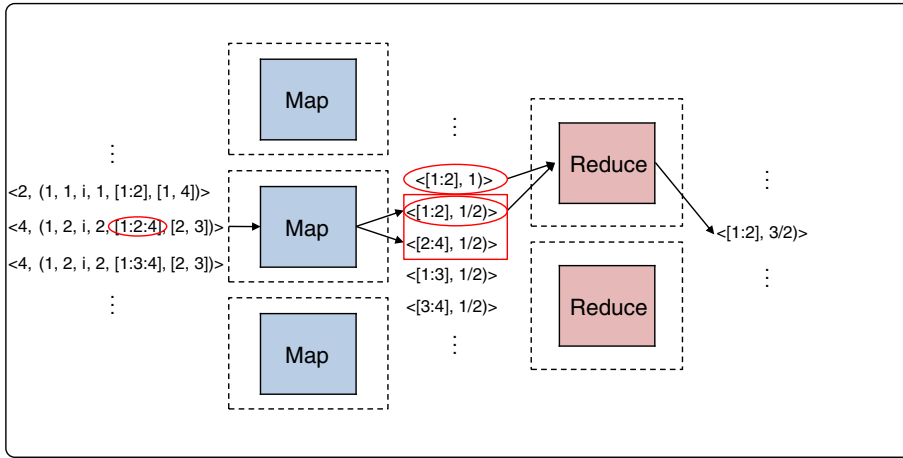 Map
⋮
<2, (1, 1, i, 1, [1:2], [1, 4])>
<4, (1, 2, i, 2, [1:2:4], [2, 3])>
<4, (1, 2, i, 2, [1:3:4], [2, 3])>
⋮
Map
Map
⋮
<[1:2], 1)>
<[1:2], 1/2)>
<[2:4], 1/2)>
<[1:3], 1/2)>
<[3:4], 1/2)>
⋮
Reduce
Reduce
⋮
<[1:2], 3/2)>
⋮